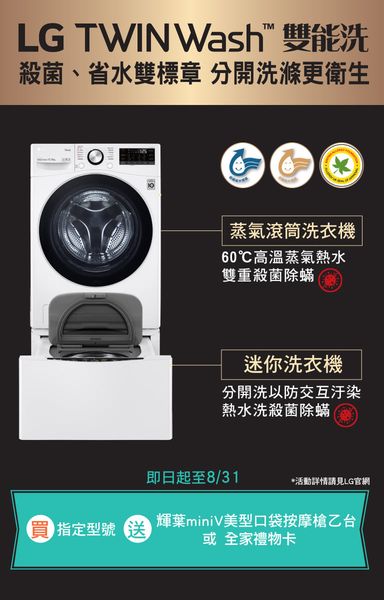 LG TWINWash™ 雙能洗
殺菌、省水雙標章 分開洗滌更衛生
蒸氣滾筒洗衣機
60℃高溫蒸氣熱水
雙重殺菌除蟎
迷你洗衣機
分開洗以防交互汙染
熱水洗殺菌除蟎
即日起至8/31
*活動詳情請見LG官網
買 指定型號 送 輝葉miniV美型口袋按摩槍乙台
或 全家禮物卡